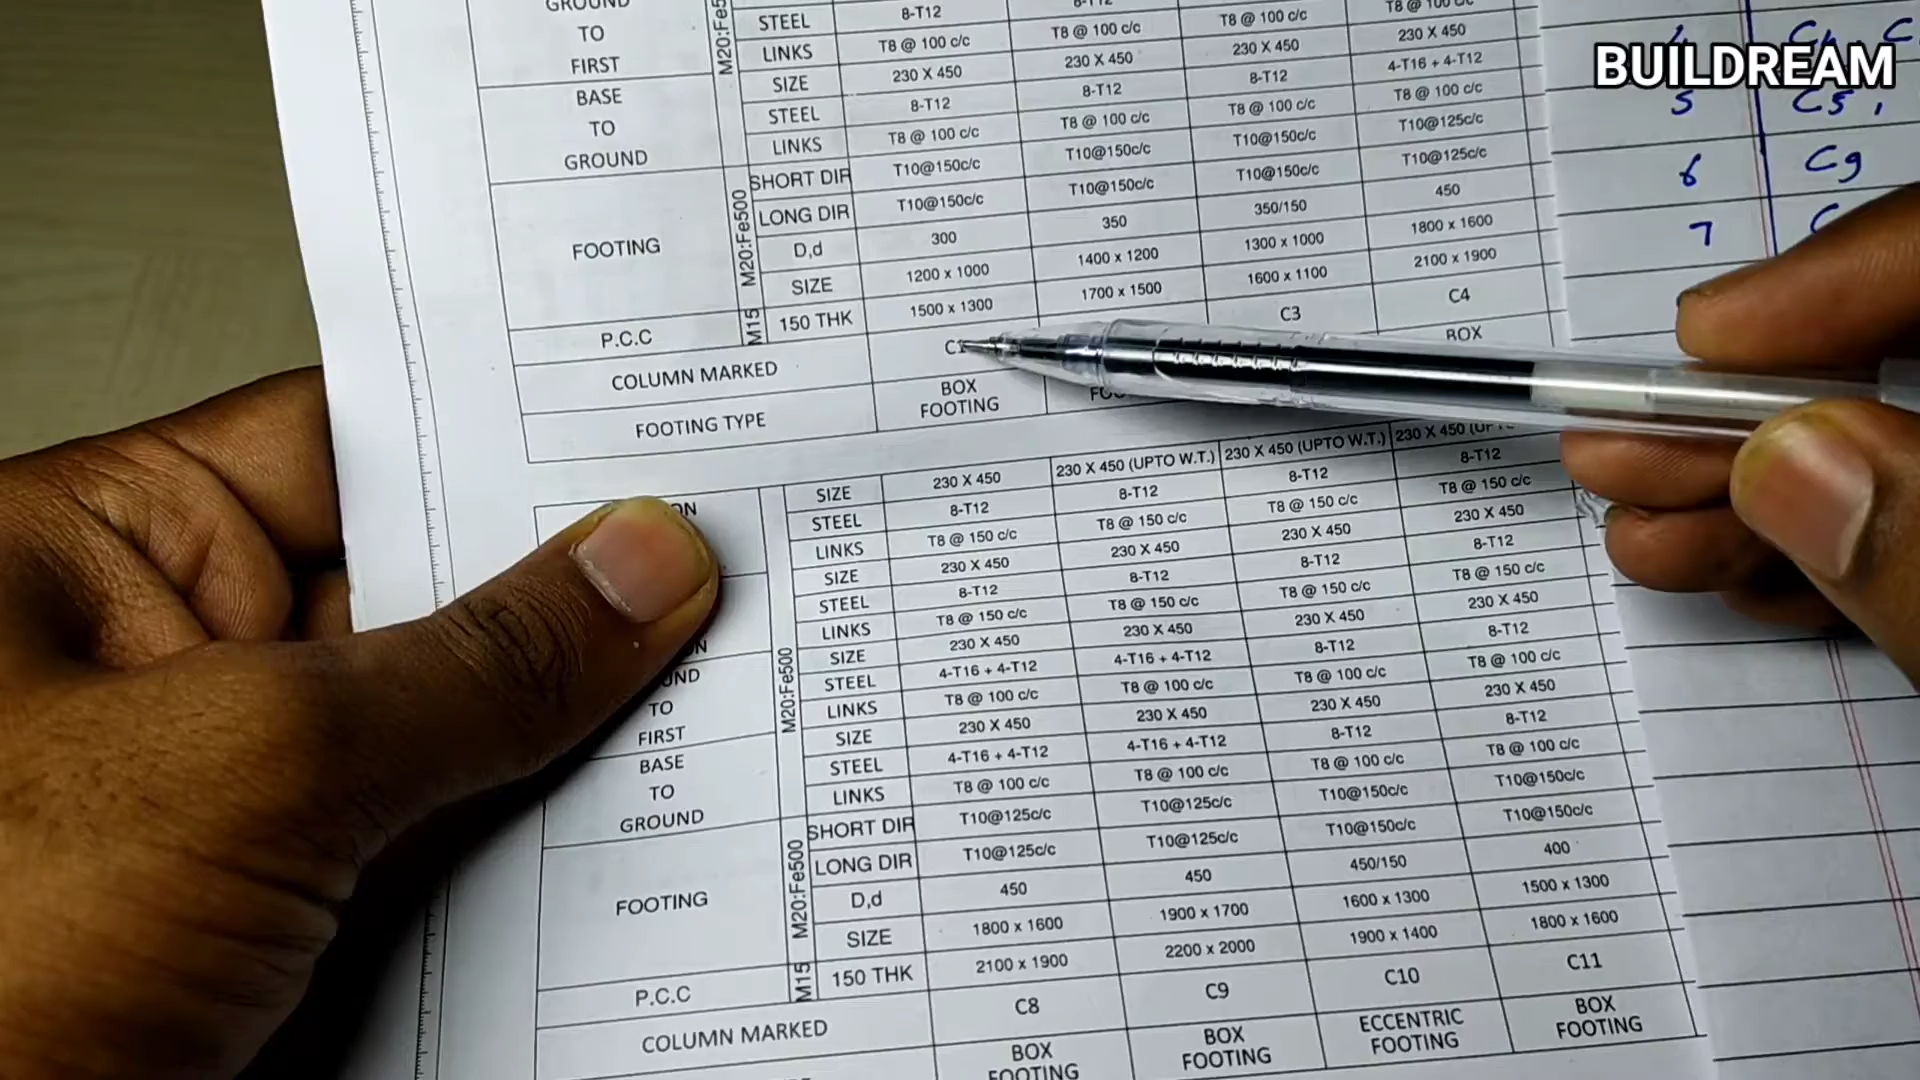 BUILDREAM
GROUND
TO
FIRST
STEEL 8-T12 8-T12
LINKS T8 @ 100 c/c T8 @ 100 c/c T8 @ 100 c/c T8 @ 100 c/c
SIZE 230 X 450 230 X 450 230 X 450 230 X 450
BASE
TO
GROUND
STEEL 8-T12 8-T12 8-T12 4-T16 + 4-T12
LINKS T8 @ 100 c/c T8 @ 100 c/c T8 @ 100 c/c T8 @ 100 c/c
M20:Fe5
FOOTING
M20:Fe500
SHORT DIR T10@150c/c T10@150c/c T10@150c/c T10@125c/c
LONG DIR T10@150c/c T10@150c/c T10@150c/c T10@125c/c
D,d 300 350 350/150 450
SIZE 1200 x 1000 1400 x 1200 1300 x 1000 1800 x 1600
P.C.C M15 150 THK 1500 x 1300 1700 x 1500 1600 x 1100 2100 x 1900
COLUMN MARKED C3 C4
FOOTING TYPE BOX FOOTING BOX
5 C5,
6 C9
7 C
SIZE 230 X 450 230 X 450 (UPTO W.T.) 230 X 450 (UPTO W.T.) 230 X 450
STEEL 8-T12 8-T12 8-T12 8-T12
LINKS T8 @ 150 c/c T8 @ 150 c/c T8 @ 150 c/c T8 @ 150 c/c
SIZE 230 X 450 230 X 450 230 X 450 230 X 450
STEEL 8-T12 8-T12 8-T12 8-T12
LINKS T8 @ 150 c/c T8 @ 150 c/c T8 @ 150 c/c T8 @ 150 c/c
TO
FIRST
M20:Fe500
SIZE 230 X 450 230 X 450 230 X 450 230 X 450
STEEL 4-T16 + 4-T12 4-T16 + 4-T12 8-T12 8-T12
LINKS T8 @ 100 c/c T8 @ 100 c/c T8 @ 100 c/c T8 @ 100 c/c
BASE
TO
GROUND
SIZE 230 X 450 230 X 450 230 X 450 230 X 450
STEEL 4-T16 + 4-T12 4-T16 + 4-T12 8-T12 8-T12
LINKS T8 @ 100 c/c T8 @ 100 c/c T8 @ 100 c/c T8 @ 100 c/c
FOOTING
M20:Fe500
SHORT DIR T10@125c/c T10@125c/c T10@150c/c T10@150c/c
LONG DIR T10@125c/c T10@125c/c T10@150c/c T10@150c/c
D,d 450 450 450/150 400
SIZE 1800 x 1600 1900 x 1700 1600 x 1300 1500 x 1300
P.C.C M15 150 THK 2100 x 1900 2200 x 2000 1900 x 1400 1800 x 1600
COLUMN MARKED C8 C9 C10 C11
BOX FOOTING BOX FOOTING ECCENTRIC FOOTING BOX FOOTING